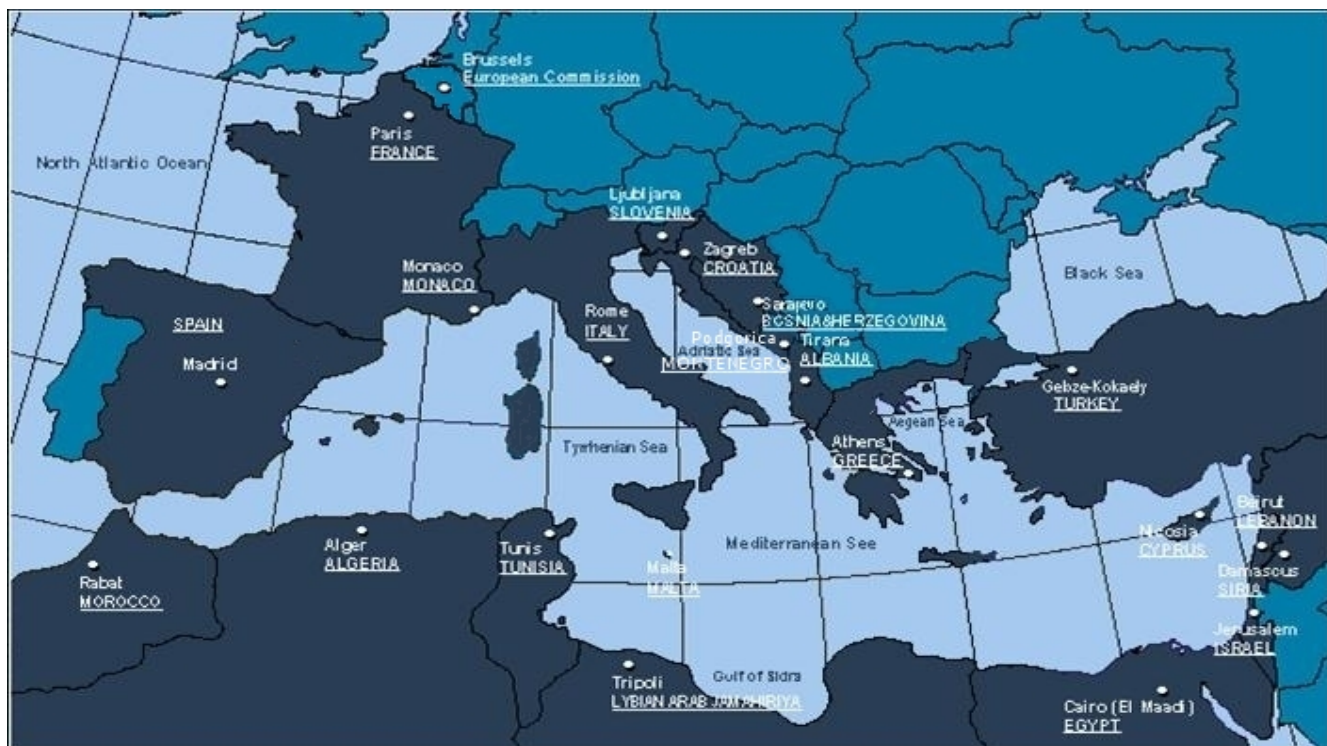 Brussels
European Commission
Paris
FRANCE
North Atlantic Ocean
Ljubljana
SLOVENIA
Zagreb
CROATIA
Monaco
MONACO
Black Sea
Sarajevo
BOSNIA&HERZEGOVINA
Rome
ITALY
SPAIN
Podgorica
MONTENEGRO
Adriatic Sea
Tirana
ALBANIA
Madrid
Gebze-Kokaely
TURKEY
Aegean Sea
Athens
GREECE
Tyrrhenian Sea
Beirut
LEBANON
Nicosia
CYPRUS
Mediterranean See
Alger
ALGERIA
Tunis
TUNISIA
Malta
MALTA
Damascus
SIRIA
Rabat
MOROCCO
Jerusalem
ISRAEL
Gulf of Sidra
Tripoli
LYBIAN ARAB JAMAHIRIYA
Cairo (El Maadi)
EGYPT